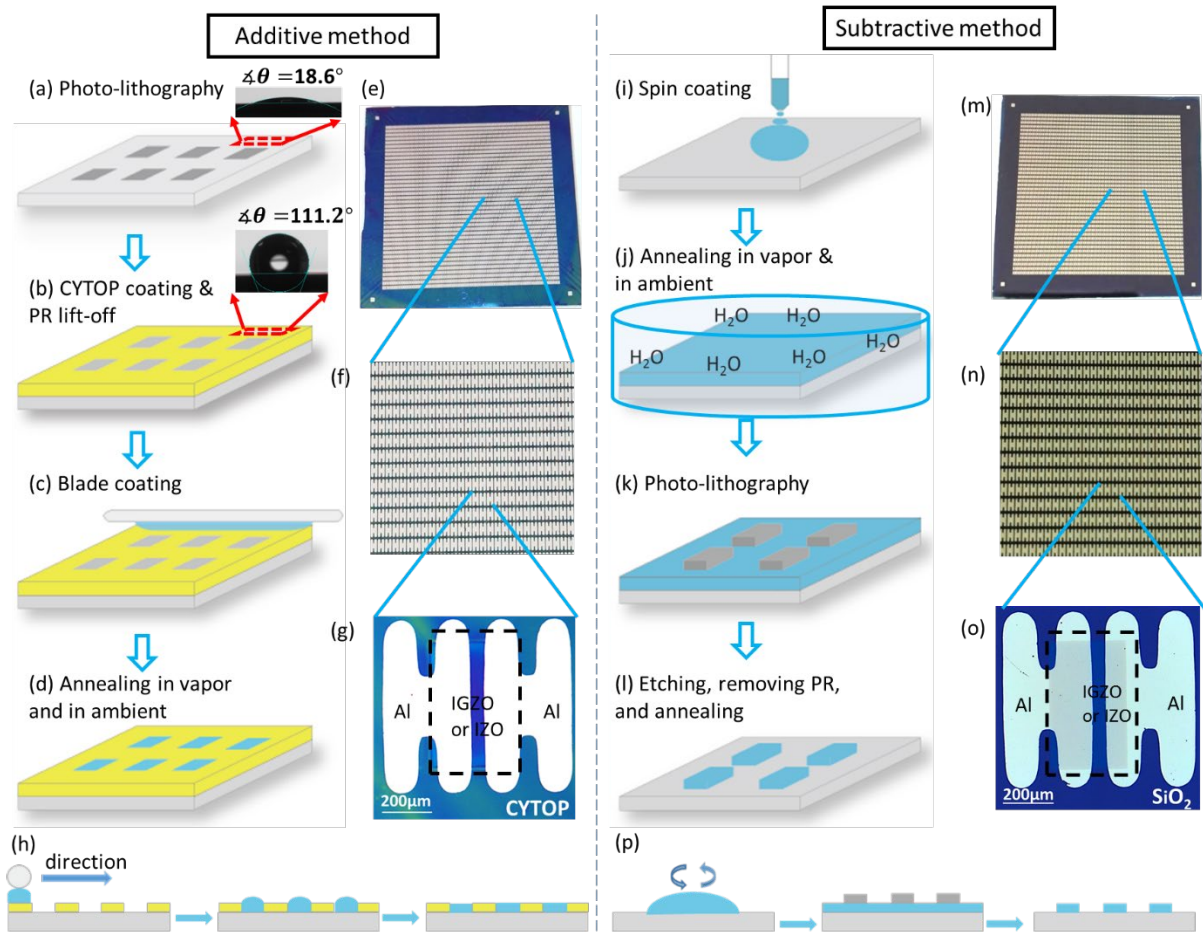 Additive method
(a) Photo-lithography
∡θ = 18.6°
∡θ = 111.2°
(b) CYTOP coating &
PR lift-off
(c) Blade coating
(d) Annealing in vapor
and in ambient
(e)
(f)
(g)
Al
IGZO
or IZO
Al
200μm
CYTOP
(h)
direction
Subtractive method
(i) Spin coating
(j) Annealing in vapor &
in ambient
H₂O
H₂O
H₂O
H₂O
H₂O
H₂O
(k) Photo-lithography
(l) Etching, removing PR,
and annealing
(m)
(n)
(o)
Al
IGZO
or IZO
Al
200μm
SiO₂
(p)